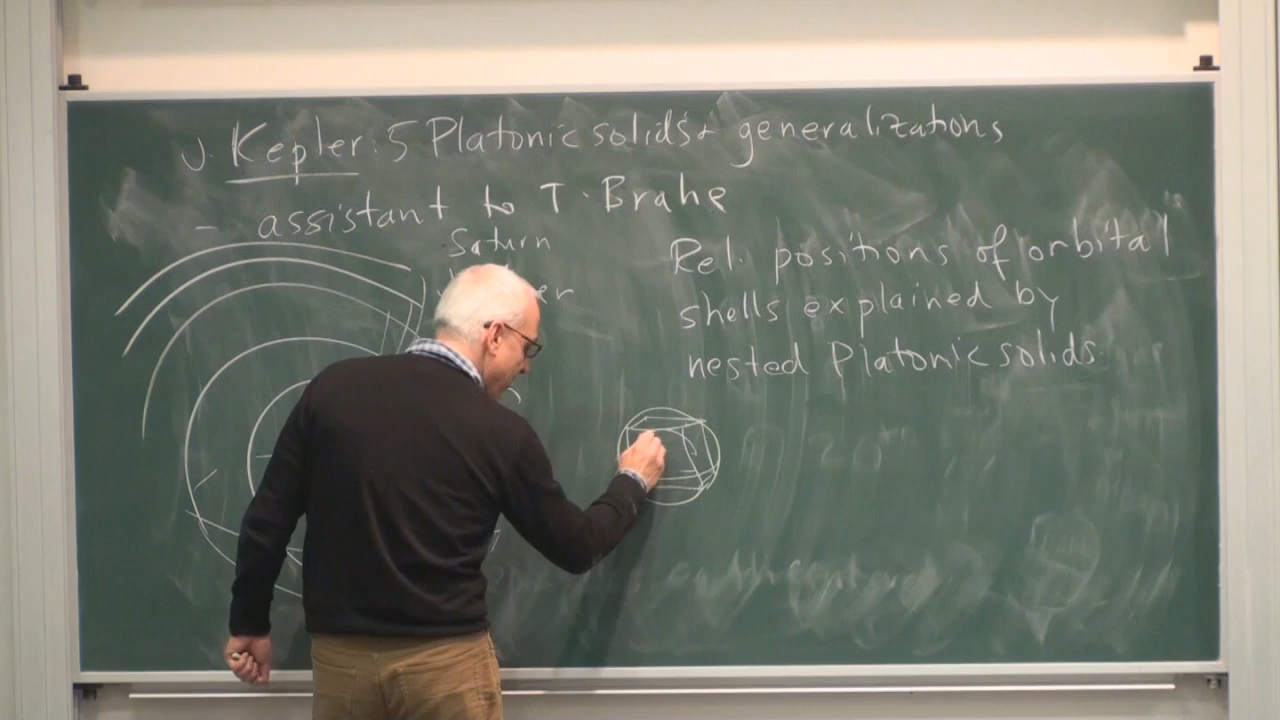 J. Kepler: 5 Platonic solids + generalizations
- assistant to T. Brahe
Saturn
Rel. positions of orbital
shells explained by
nested Platonic solids.